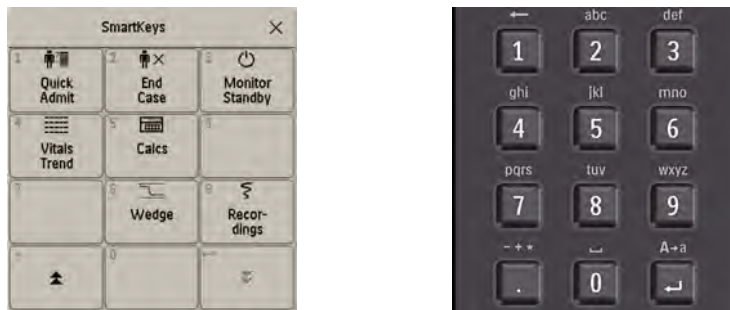 SmartKeys
1
2
3
Quick
Admit
End
Case
Monitor
Standby
4
5
6
Vitals
Trend
Calcs
7
8
9
Wedge
Recor-
dings
.
0
← abc def
1 2 3
ghi jkl mno
4 5 6
pqrs tuv wxyz
7 8 9
- + * A→a
. 0